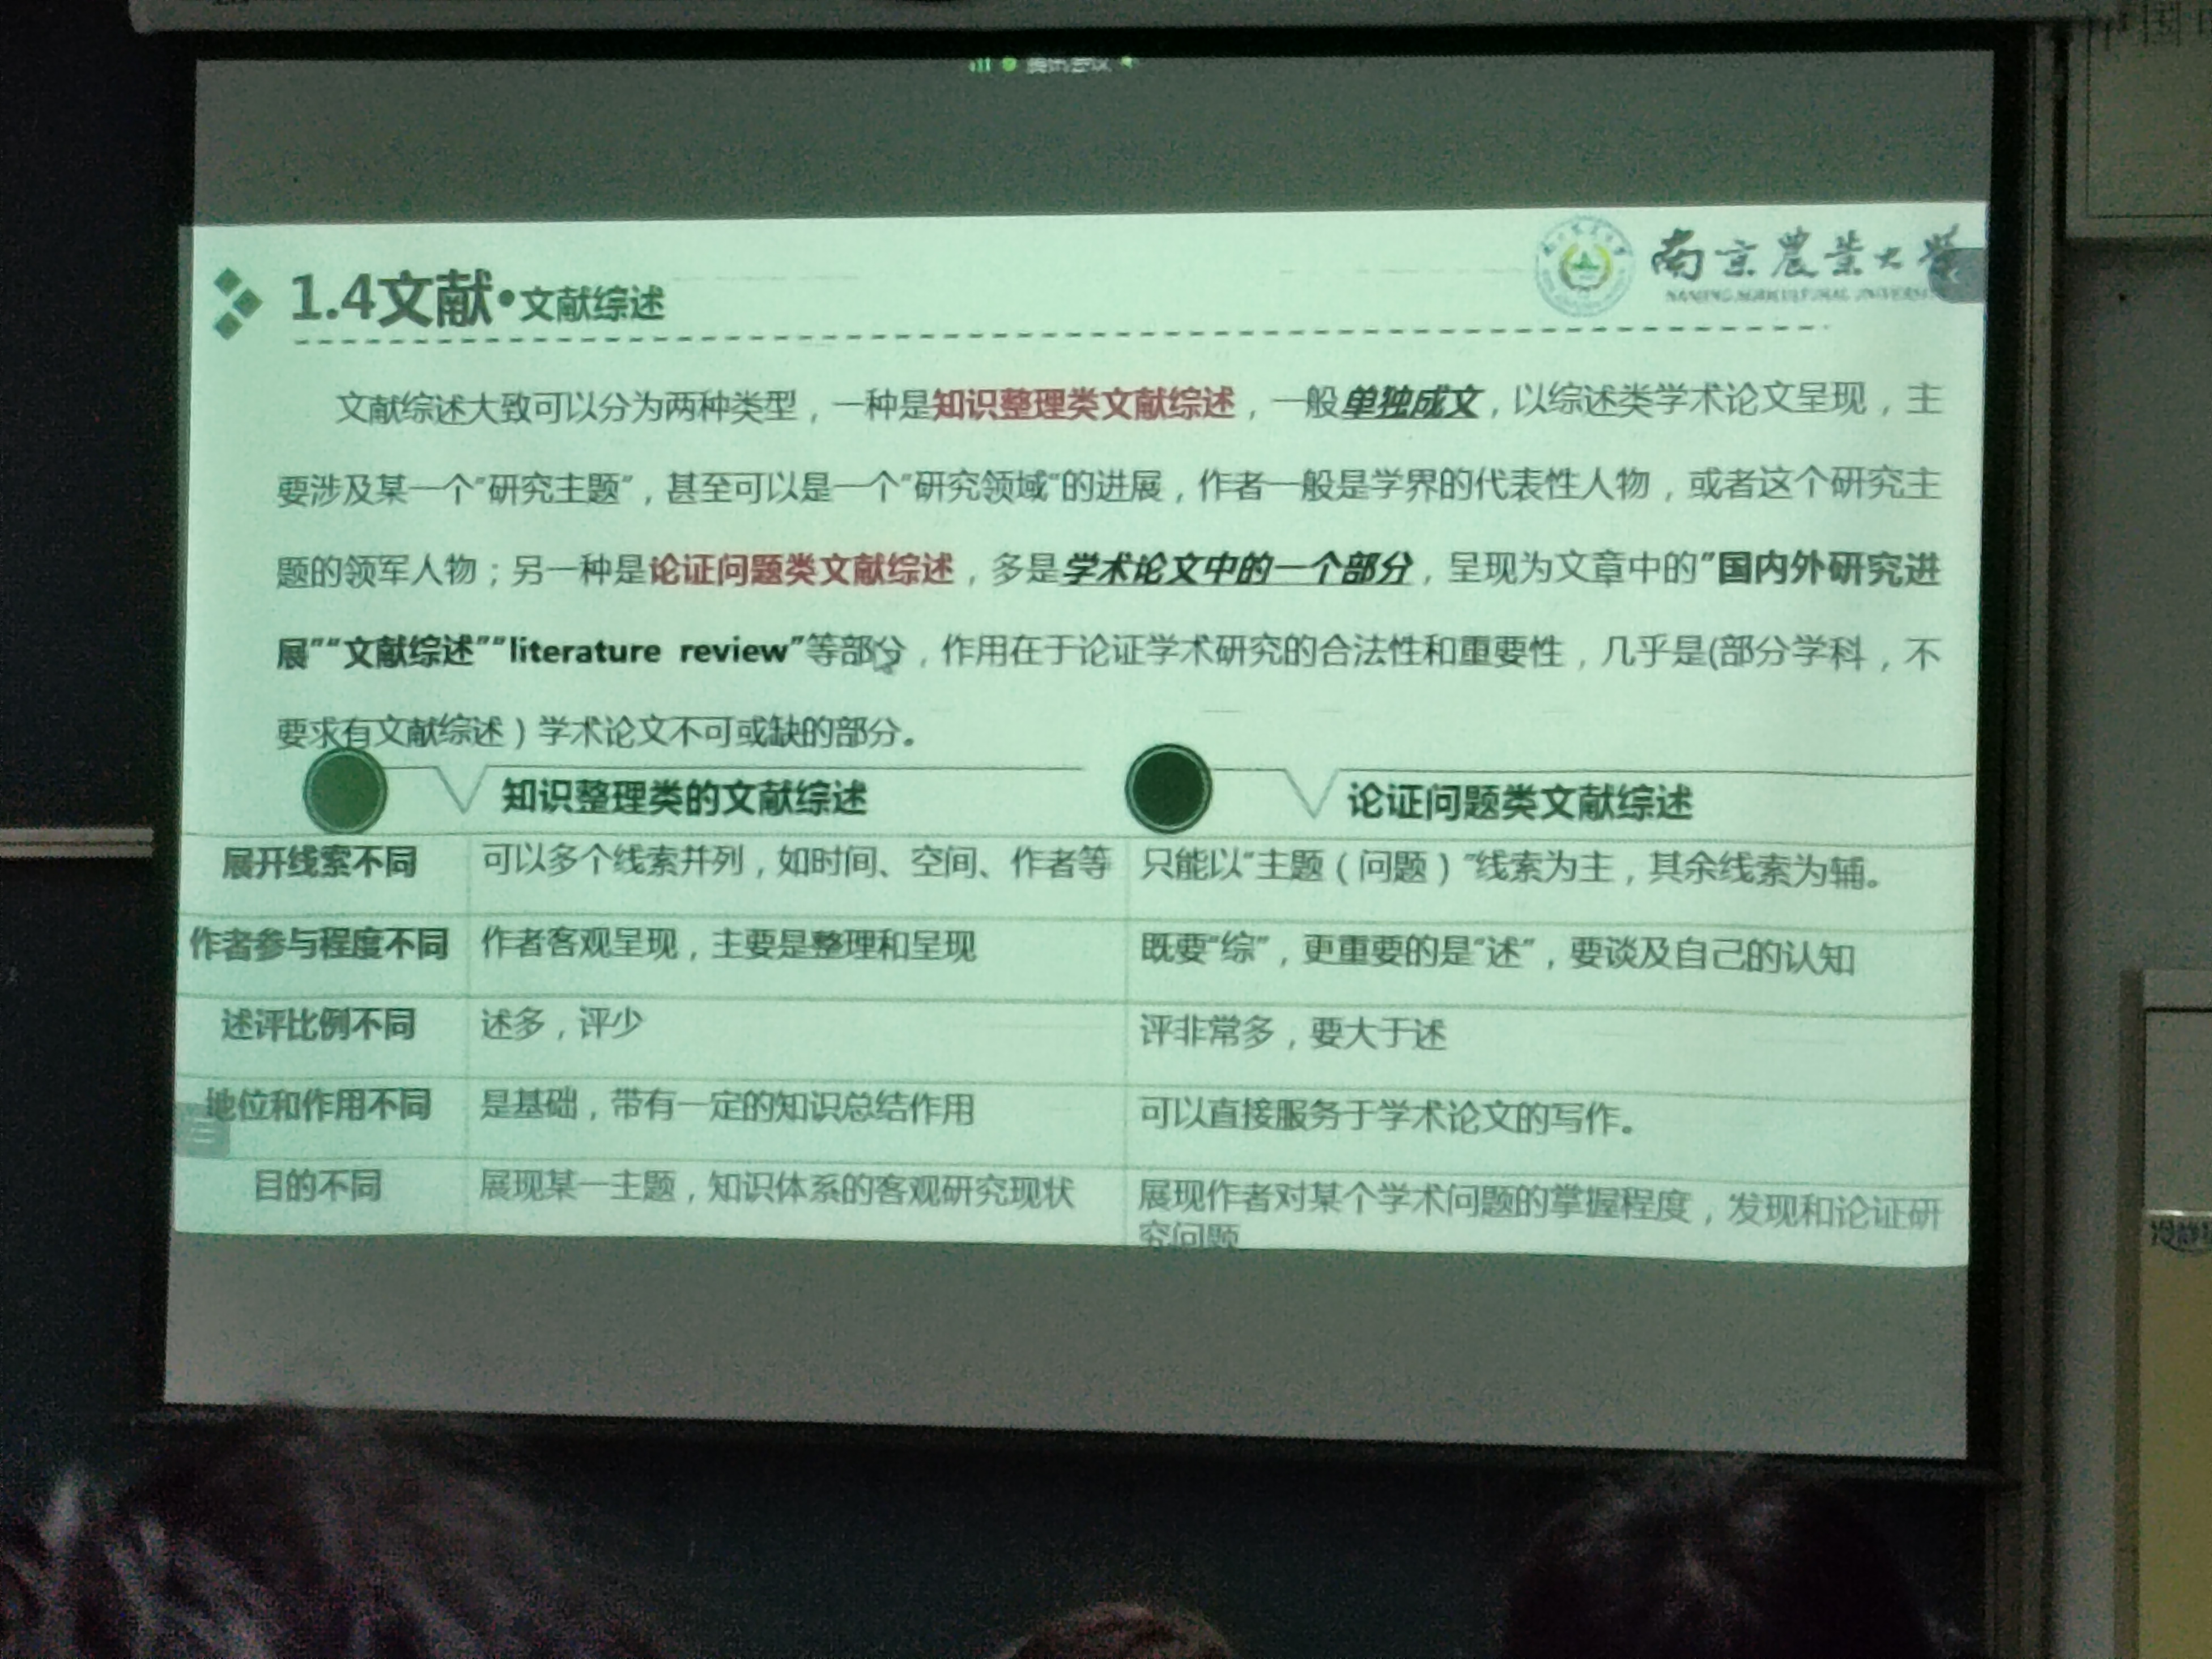 腾讯会议
1.4文献•文献综述
南京農業大學
NANJING AGRICULTURAL UNIVERSI
文献综述大致可以分为两种类型，一种是知识整理类文献综述，一般单独成文，以综述类学术论文呈现，主
要涉及某一个"研究主题"，甚至可以是一个"研究领域"的进展，作者一般是学界的代表性人物，或者这个研究主
题的领军人物；另一种是论证问题类文献综述，多是学术论文中的一个部分，呈现为文章中的"国内外研究进
展""文献综述""literature review"等部分，作用在于论证学术研究的合法性和重要性，几乎是(部分学科，不
要求有文献综述）学术论文不可或缺的部分。
知识整理类的文献综述 论证问题类文献综述
展开线索不同 可以多个线索并列，如时间、空间、作者等 只能以"主题（问题）"线索为主，其余线索为辅。
作者参与程度不同 作者客观呈现，主要是整理和呈现 既要"综"，更重要的是"述"，要谈及自己的认知
述评比例不同 述多，评少 评非常多，要大于述
地位和作用不同 是基础，带有一定的知识总结作用 可以直接服务于学术论文的写作。
目的不同 展现某一主题，知识体系的客观研究现状 展现作者对某个学术问题的掌握程度，发现和论证研
究问题